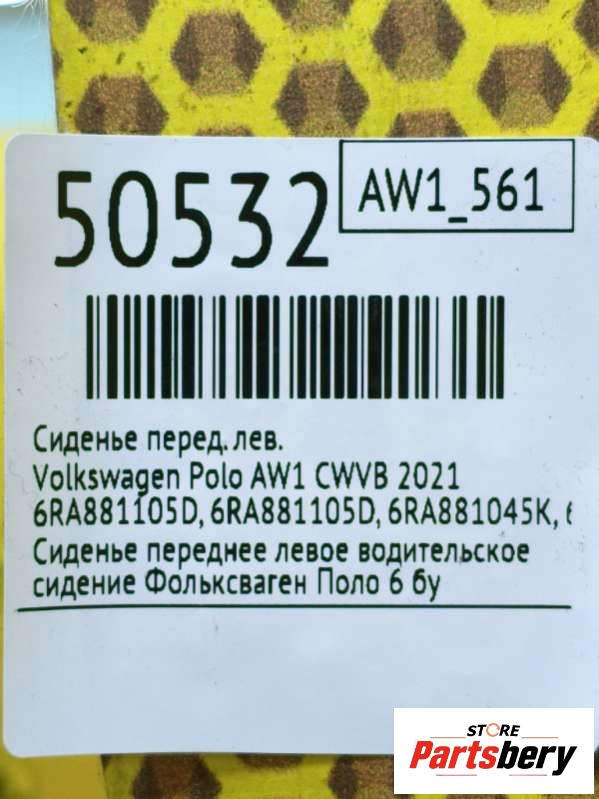 50532
AW1_561
Сиденье перед. лев.
Volkswagen Polo AW1 CWVB 2021
6RA881105D, 6RA881105D, 6RA881045K, 6
Сиденье переднее левое водительское
сидение Фольксваген Поло 6 бу
STORE
Partsbery